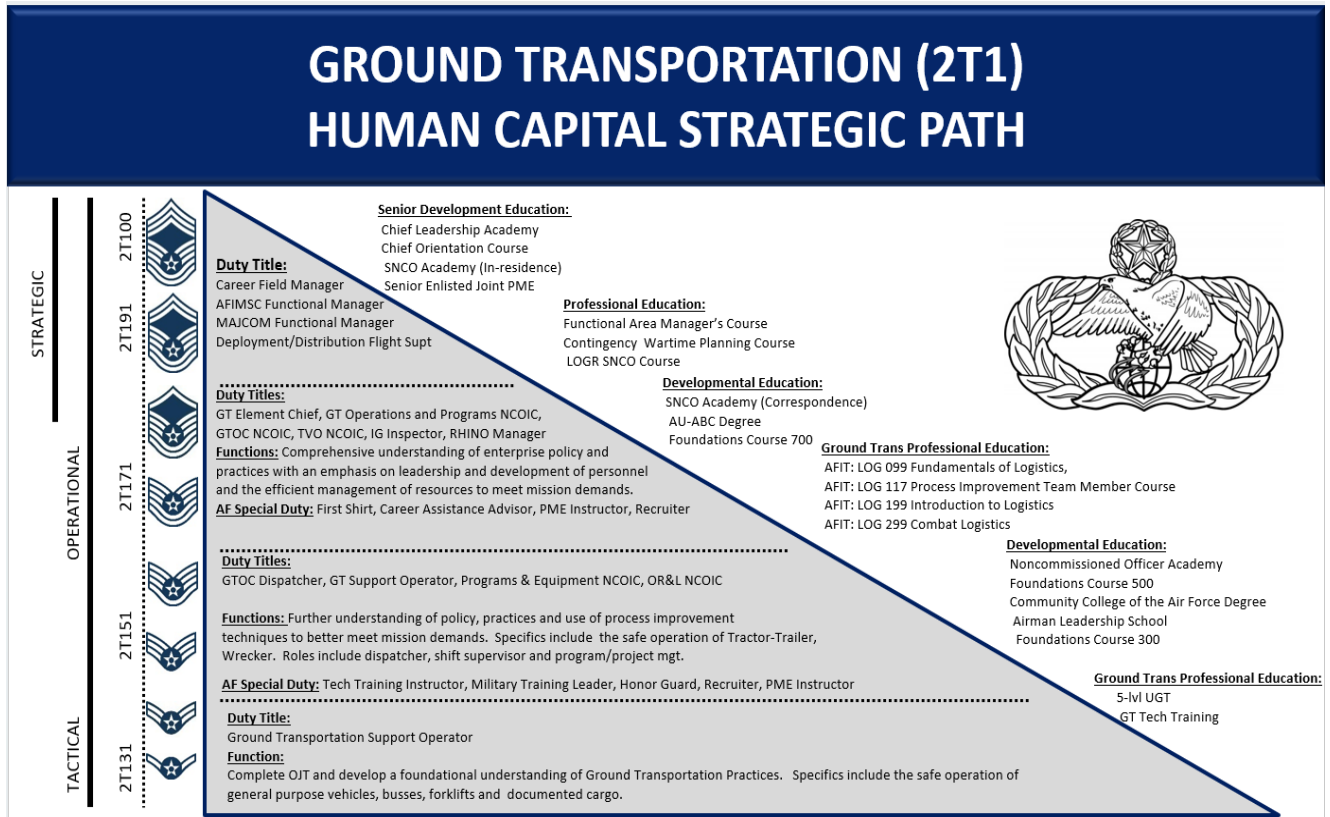 GROUND TRANSPORTATION (2T1)
HUMAN CAPITAL STRATEGIC PATH
STRATEGIC
OPERATIONAL
TACTICAL
2T100
2T191
2T171
2T151
2T131
Senior Development Education:
Chief Leadership Academy
Chief Orientation Course
SNCO Academy (In-residence)
Senior Enlisted Joint PME
Duty Title:
Career Field Manager
AFIMSC Functional Manager
MAJCOM Functional Manager
Deployment/Distribution Flight Supt
Professional Education:
Functional Area Manager's Course
Contingency Wartime Planning Course
LOGR SNCO Course
Developmental Education:
SNCO Academy (Correspondence)
AU-ABC Degree
Foundations Course 700
Duty Titles:
GT Element Chief, GT Operations and Programs NCOIC,
GTOC NCOIC, TVO NCOIC, IG Inspector, RHINO Manager
Functions: Comprehensive understanding of enterprise policy and
practices with an emphasis on leadership and development of personnel
and the efficient management of resources to meet mission demands.
AF Special Duty: First Shirt, Career Assistance Advisor, PME Instructor, Recruiter
Ground Trans Professional Education:
AFIT: LOG 099 Fundamentals of Logistics,
AFIT: LOG 117 Process Improvement Team Member Course
AFIT: LOG 199 Introduction to Logistics
AFIT: LOG 299 Combat Logistics
Developmental Education:
Noncommissioned Officer Academy
Foundations Course 500
Community College of the Air Force Degree
Airman Leadership School
Foundations Course 300
Duty Titles:
GTOC Dispatcher, GT Support Operator, Programs & Equipment NCOIC, OR&L NCOIC
Functions: Further understanding of policy, practices and use of process improvement
techniques to better meet mission demands. Specifics include the safe operation of Tractor-Trailer,
Wrecker. Roles include dispatcher, shift supervisor and program/project mgt.
AF Special Duty: Tech Training Instructor, Military Training Leader, Honor Guard, Recruiter, PME Instructor
Ground Trans Professional Education:
5-lvl UGT
GT Tech Training
Duty Title:
Ground Transportation Support Operator
Function:
Complete OJT and develop a foundational understanding of Ground Transportation Practices. Specifics include the safe operation of
general purpose vehicles, busses, forklifts and documented cargo.